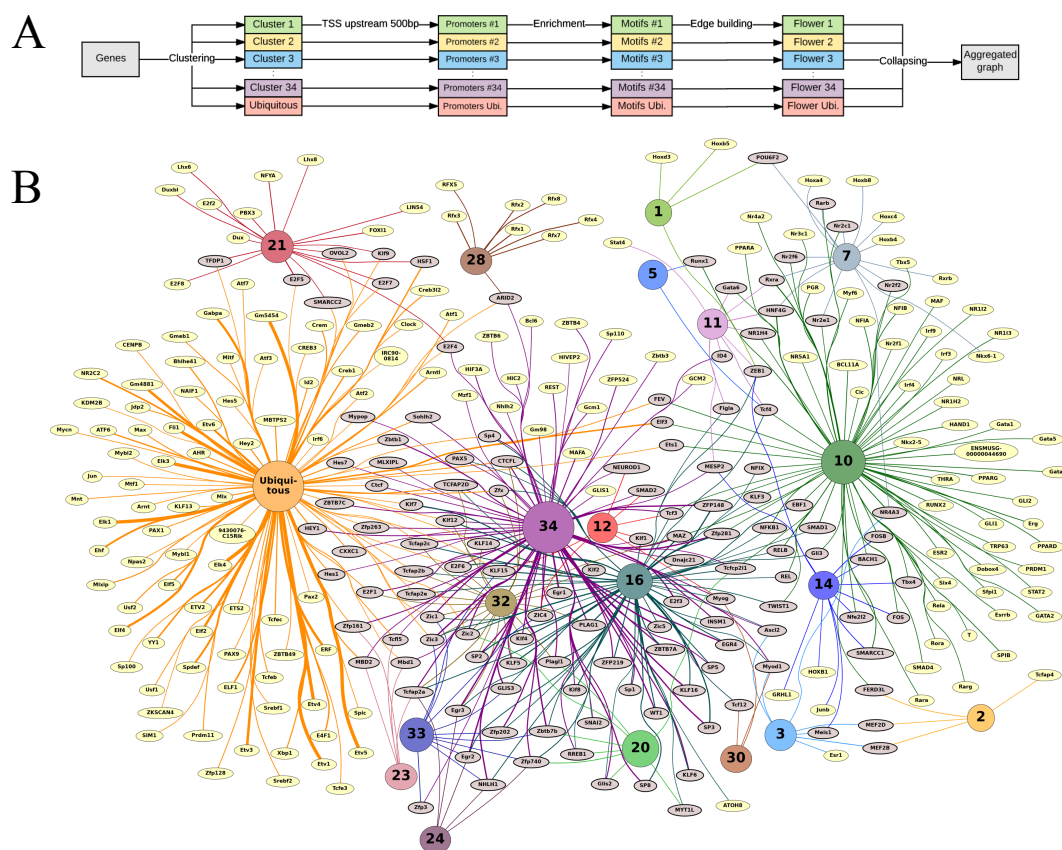 A
Genes
Clustering
Cluster 1
Cluster 2
Cluster 3
Cluster 34
Ubiquitous
TSS upstream 500bp
Promoters #1
Promoters #2
Promoters #3
Promoters #34
Promoters Ubi.
Enrichment
Motifs #1
Motifs #2
Motifs #3
Motifs #34
Motifs Ubi.
Edge building
Flower 1
Flower 2
Flower 3
Flower 34
Flower Ubi.
Collapsing
Aggregated
graph
B
Lhx6
Lhx8
NFYA
Duxbl
E2f2
PBX3
LIN54
FOXI1
Dux
21
TFDP1
OVOL2
Klf9
HSF1
E2F8
Atf7
E2F5
E2F7
SMARCC2
Creb3l2
RFX5
Rfx2
Rfx8
Rfx3
Rfx1
Rfx4
Rfx7
28
ARID2
Hoxd3
Hoxb5
POU6F2
1
Hoxa4
Hoxb8
Rarb
Nr4a2
Nr2c1
Hoxc4
Stat4
Nr3c1
Hoxb4
PPARA
Nr2f6
7
Runx1
5
Rxra
PGR
Tbx5
Rxrb
Nr2f2
Gata6
Myf6
MAF
HNF4G
NFIB
NR1I2
11
Nr2e1
NFIA
Irf9
NR1H4
Nr2f1
NR1I3
Irf3
Nkx6-1
ID4
NR5A1
BCL11A
ZEB1
Irf4
NRL
Cic
NR1H2
Gabpa
Gm5454
Crem
Gmeb2
Clock
Atf1
Bcl6
ZBTB4
Gmeb1
CENPB
Mitf
CREB3
IRC90-
0814
E2F4
ZBTB6
Sp110
Bhlhe41
Atf3
HIVEP2
Zbtb3
NR2C2
Id2
Creb1
Arntl
HIF3A
HIC2
REST
ZFP524
GCM2
Gm4881
NAIF1
Hes5
Atf2
Mzf1
Nhlh2
Gcm1
KDM2B
Jdp2
Etv6
MBTPS2
Mypop
Sohlh2
FEV
Figla
Tcf4
Mycn
ATF6
Max
Fli1
Hey2
Irf6
Zbtb1
Sp4
Gm98
Elf3
Mybl2
Elk3
AHR
Hes7
MLXIPL
PAX5
CTCFL
MAFA
Ets1
HAND1
Gata1
Nkx2-5
Gata5
ENSMUSG-
00000044690
Jun
Mtf1
Mlx
Ubiqui-
tous
Ctcf
TCFAP2D
Zfx
NEUROD1
MESP2
NFIX
10
THRA
PPARG
Mnt
Arnt
KLF13
ZBTB7C
Klf7
GLIS1
SMAD2
ZFP148
KLF3
EBF1
NR4A3
RUNX2
GLI2
Elk1
PAX1
9430076-
C15Rik
HEY1
Zfp263
Klf12
34
12
Tcf3
NFKB1
SMAD1
FOSB
GLI1
Erg
Ehf
Mybl1
Tcfap2c
KLF14
Klf1
MAZ
Zfp281
RELB
Gli3
BACH1
ESR2
TRP63
PPARD
Npas2
Elk4
CXXC1
Tcfap2b
E2F6
KLF15
Klf2
Dnajc21
Tcfcp2l1
REL
14
Dobox4
PRDM1
Mlxip
Elf5
Hes1
E2F1
Tcfap2e
Egr1
16
Myog
TWIST1
Tbx4
Six4
Sfpi1
STAT2
Usf2
ETV2
ETS2
Pax2
Zfp161
Zic1
32
ZIC4
PLAG1
E2f3
INSM1
Nfe2l2
FOS
Rela
Esrrb
GATA2
Elf4
Elf2
Tcfec
Tcfl5
Zic3
Zic2
Klf4
Zic5
Ascl2
Rora
T
YY1
PAX9
ZBTB49
ERF
MBD2
Mbd1
SP2
ZBTB7A
EGR4
SMARCC1
SPIB
Sp100
Spdef
Tcfeb
KLF5
Plagl1
ZFP219
SP5
Myod1
HOXB1
SMAD4
Rarg
Tcfap4
Usf1
ELF1
Srebf1
Etv4
Spic
Tcfap2a
GLIS3
Klf8
Sp1
KLF16
GRHL1
FERD3L
Rara
ZKSCAN4
E4F1
Egr3
WT1
Tcf12
Junb
2
SIM1
Prdm11
Etv3
Xbp1
Etv5
33
Zfp202
Zbtb7b
SNAI2
SP3
3
Meis1
MEF2D
Etv1
Egr2
Zfp740
RREB1
20
30
Esr1
MEF2B
Zfp128
Srebf2
Tcfe3
23
NHLH1
Glis2
SP8
KLF6
Zfp3
MYT1L
ATOH8
24